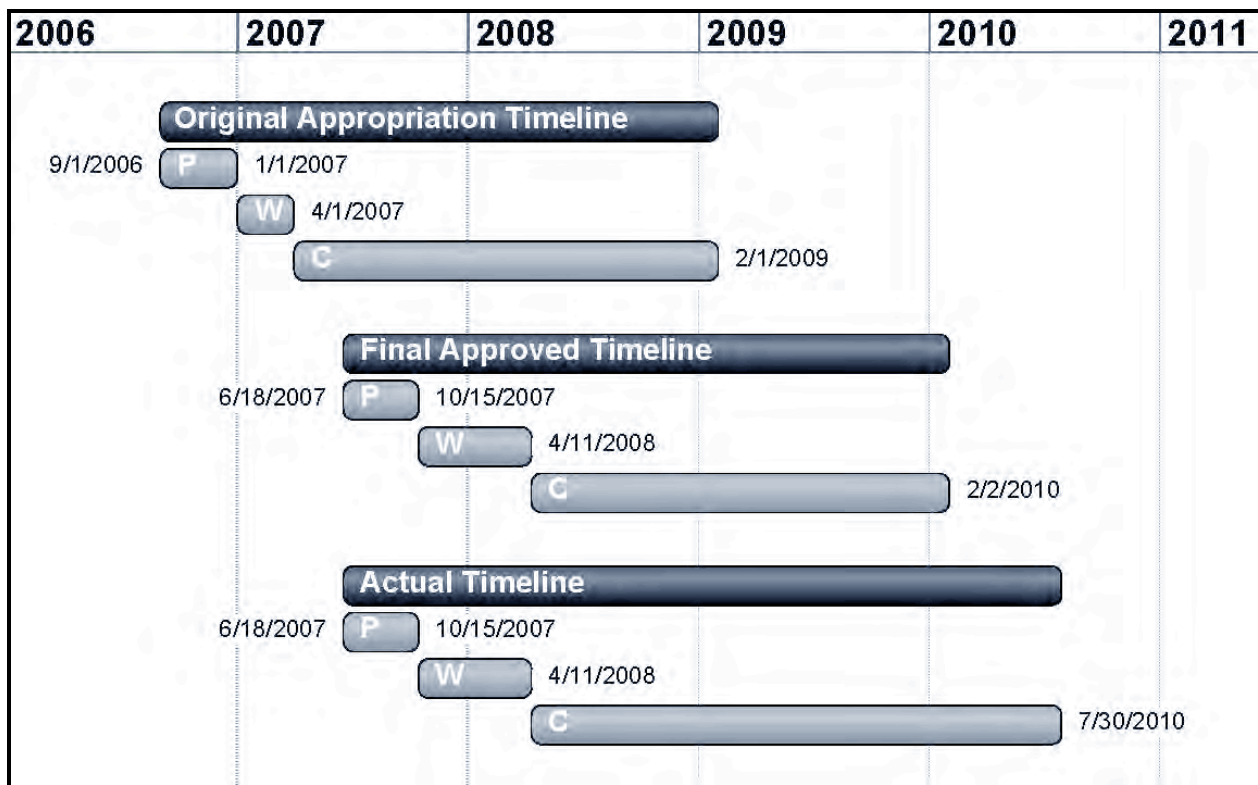 2006 2007 2008 2009 2010 2011
Original Appropriation Timeline
9/1/2006 P 1/1/2007
W 4/1/2007
C 2/1/2009
Final Approved Timeline
6/18/2007 P 10/15/2007
W 4/11/2008
C 2/2/2010
Actual Timeline
6/18/2007 P 10/15/2007
W 4/11/2008
C 7/30/2010